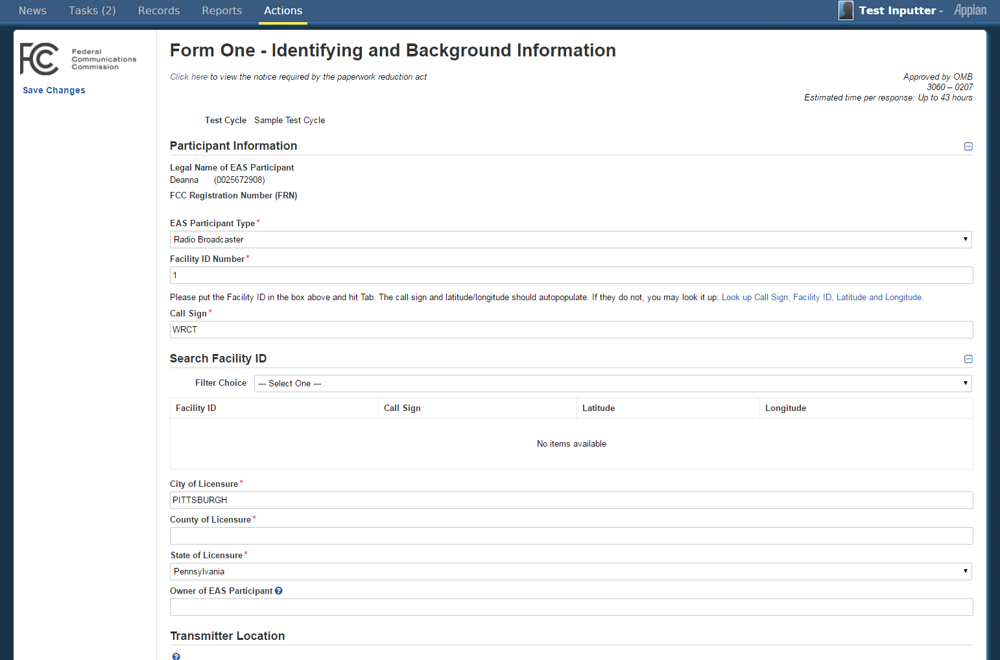 News Tasks (2) Records Reports Actions Test Inputter Appian
FCC Federal
Communications
Commission
Save Changes
Form One - Identifying and Background Information
Click here to view the notice required by the paperwork reduction act
Approved by OMB
3060 – 0207
Estimated time per response: Up to 43 hours
Test Cycle Sample Test Cycle
Participant Information
Legal Name of EAS Participant
Deanna (0025672908)
FCC Registration Number (FRN)
EAS Participant Type*
Radio Broadcaster
Facility ID Number*
1
Please put the Facility ID in the box above and hit Tab. The call sign and latitude/longitude should autopopulate. If they do not, you may look it up: Look up Call Sign, Facility ID, Latitude and Longitude.
Call Sign*
WRCT
Search Facility ID
Filter Choice --- Select One ---
Facility ID Call Sign Latitude Longitude
No items available
City of Licensure*
PITTSBURGH
County of Licensure*
State of Licensure*
Pennsylvania
Owner of EAS Participant ?
Transmitter Location
?